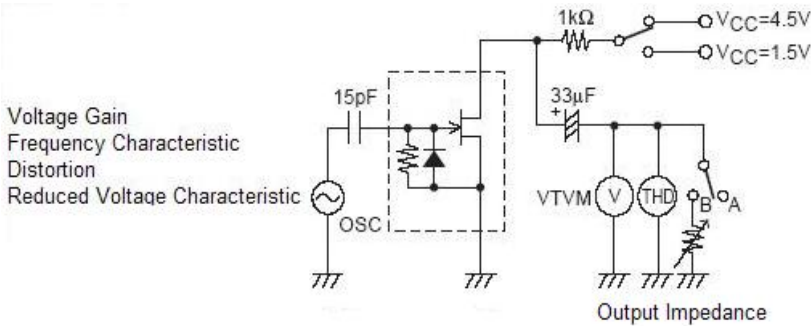 1kΩ
VCC=4.5V
VCC=1.5V
15pF
33μF
+
Voltage Gain
Frequency Characteristic
Distortion
Reduced Voltage Characteristic
OSC
VTVM
V
THD
B
A
Output Impedance